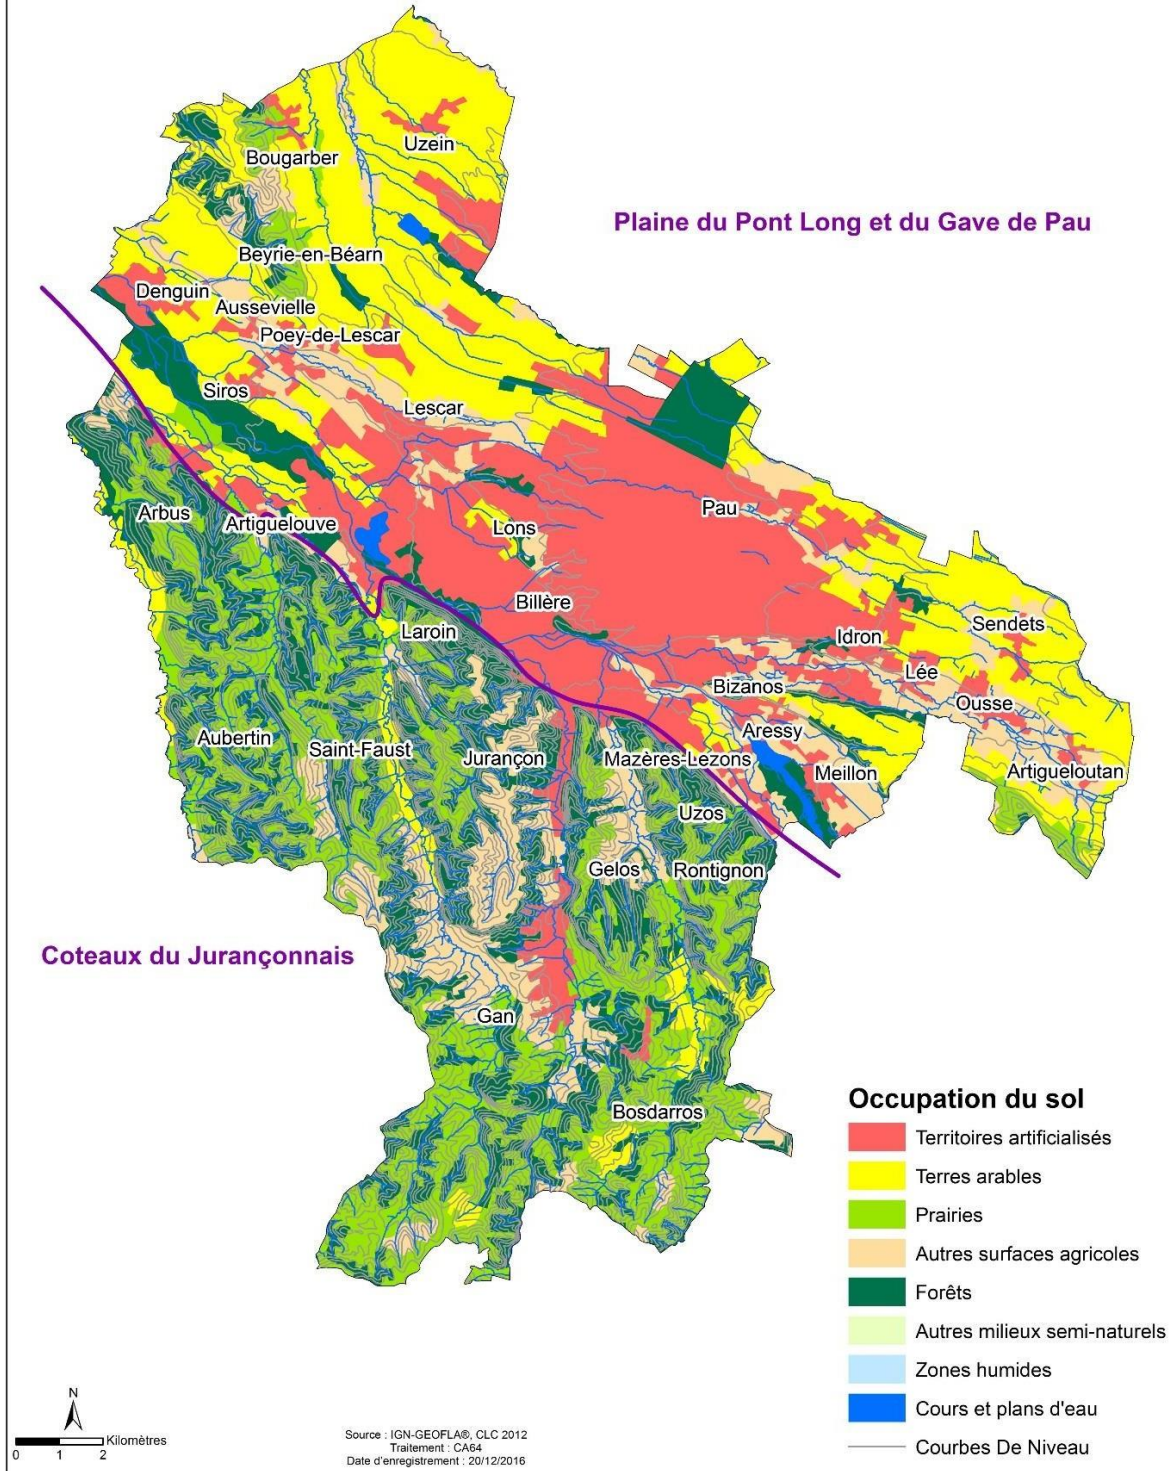 Uzein
Bougarber
Plaine du Pont Long et du Gave de Pau
Beyrie-en-Béarn
Denguin
Aussevielle
Poey-de-Lescar
Siros
Lescar
Pau
Arbus
Artiguelouve
Lons
Billère
Laroin
Idron
Sendets
Lée
Bizanos
Ousse
Aressy
Aubertin
Saint-Faust
Jurançon
Mazères-Lezons
Meillon
Artigueloutan
Uzos
Gelos
Rontignon
Coteaux du Jurançonnais
Gan
Bosdarros
Occupation du sol
Territoires artificialisés
Terres arables
Prairies
Autres surfaces agricoles
Forêts
Autres milieux semi-naturels
Zones humides
Cours et plans d'eau
Courbes De Niveau
N
Kilomètres
0 1 2
Source : IGN-GEOFLA®, CLC 2012
Traitement : CA64
Date d'enregistrement : 20/12/2016